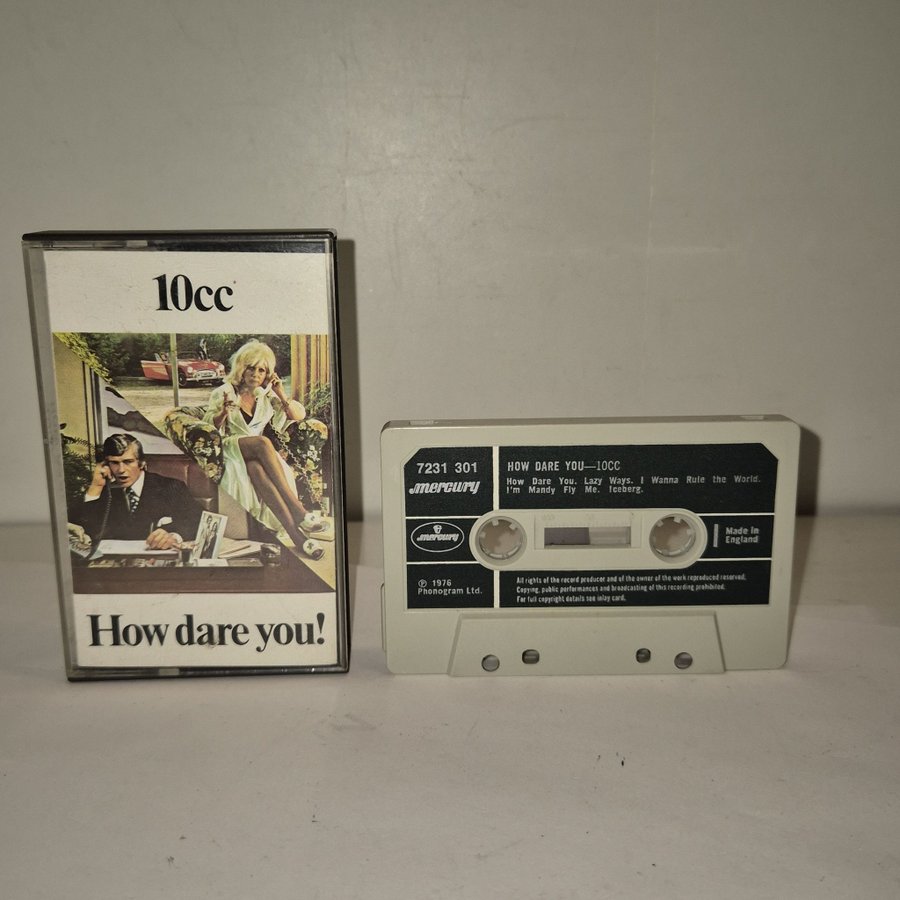 10cc
How dare you!
7231 301
mercury
HOW DARE YOU—10CC
How Dare You. Lazy Ways. I Wanna Rule the World.
I'm Mandy Fly Me. Iceberg.
mercury
Made in
England
℗ 1976
Phonogram Ltd.
All rights of the record producer and of the owner of the work reproduced reserved.
Copying, public performances and broadcasting of this recording prohibited.
For full copyright details see inlay card.